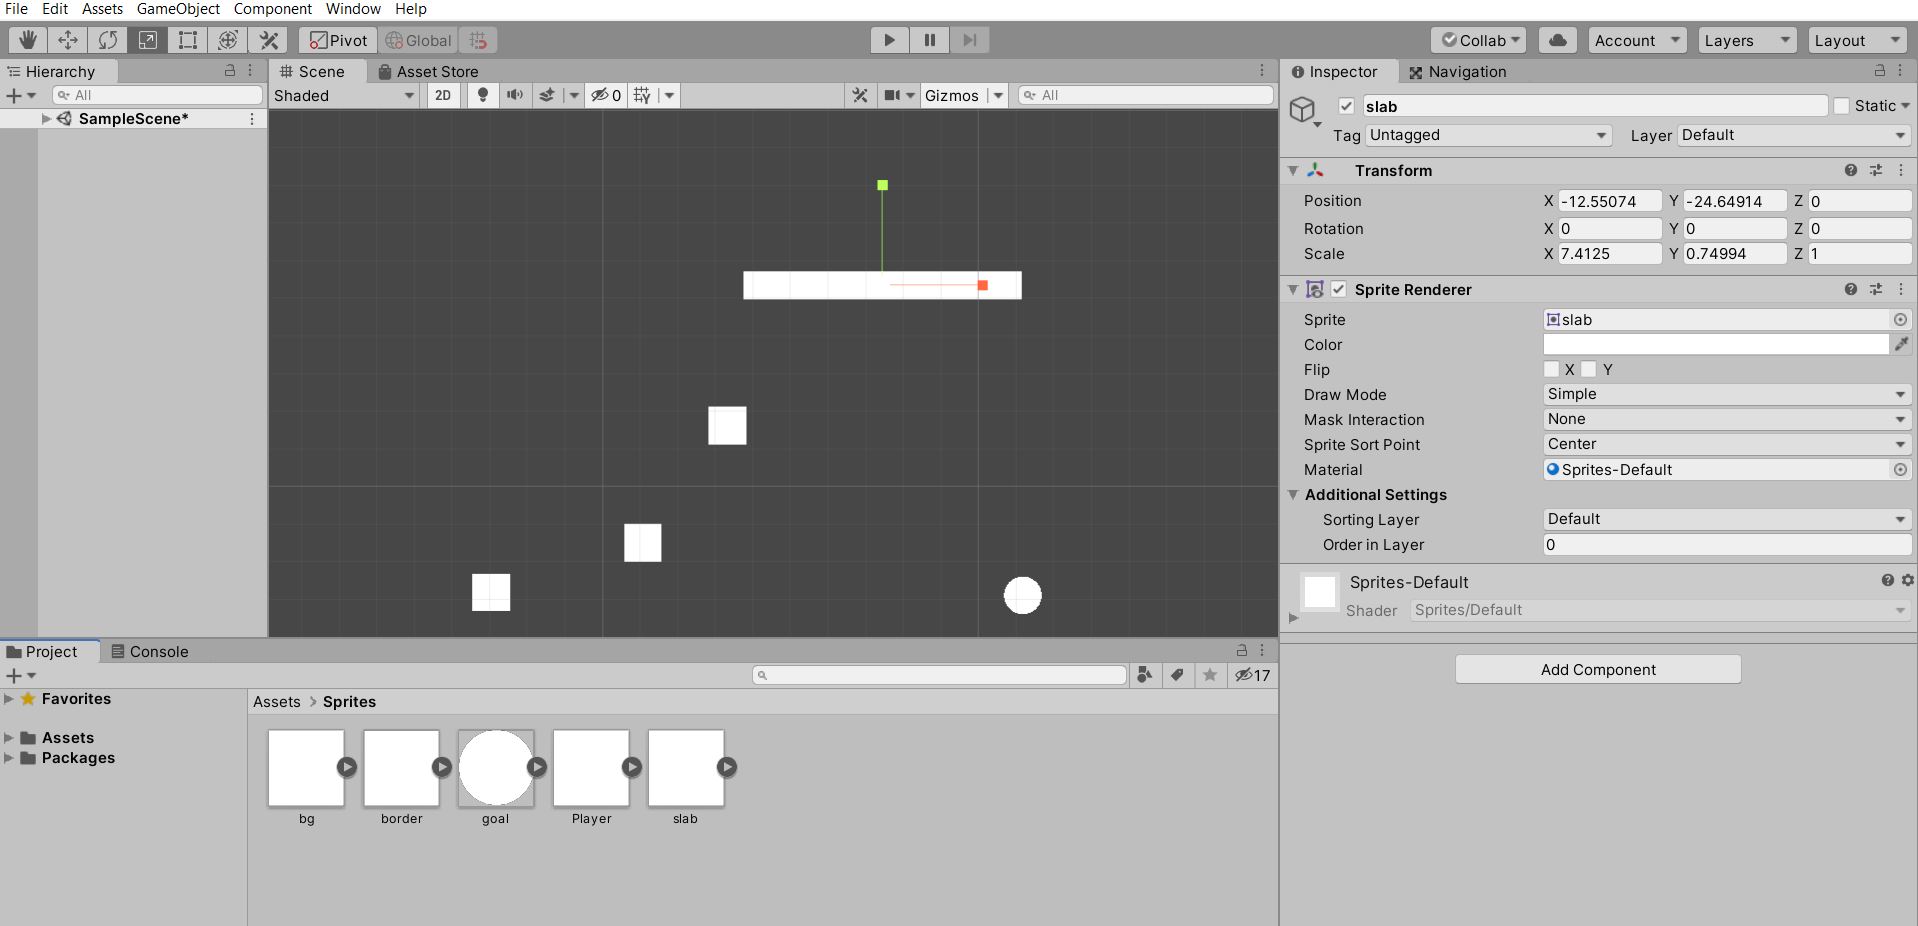 File Edit Assets GameObject Component Window Help
Pivot Global Collab Account Layers Layout
Hierarchy
All
SampleScene*
Scene Asset Store
Shaded 2D 0 Gizmos All
Inspector Navigation
slab Static
Tag Untagged Layer Default
Transform
Position X -12.55074 Y -24.64914 Z 0
Rotation X 0 Y 0 Z 0
Scale X 7.4125 Y 0.74994 Z 1
Sprite Renderer
Sprite slab
Color
Flip X Y
Draw Mode Simple
Mask Interaction None
Sprite Sort Point Center
Material Sprites-Default
Additional Settings
Sorting Layer Default
Order in Layer 0
Sprites-Default
Shader Sprites/Default
Add Component
Project Console
17
Favorites
Assets
Packages
Assets > Sprites
bg border goal Player slab